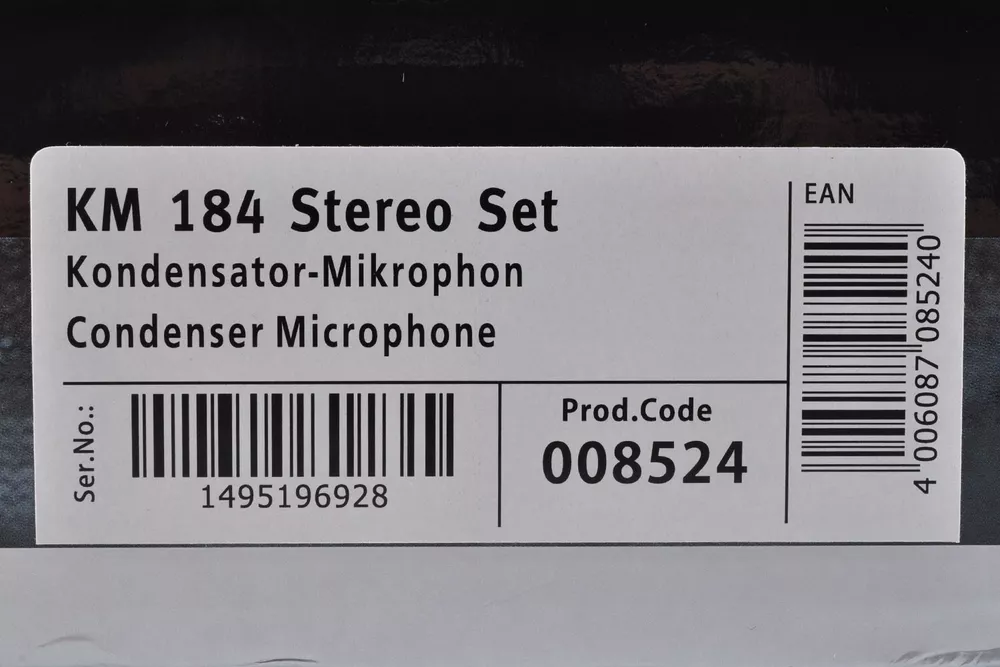 KM 184 Stereo Set
Kondensator-Mikrophon
Condenser Microphone
Ser.No.:
1495196928
Prod.Code
008524
EAN
4 006087 085240